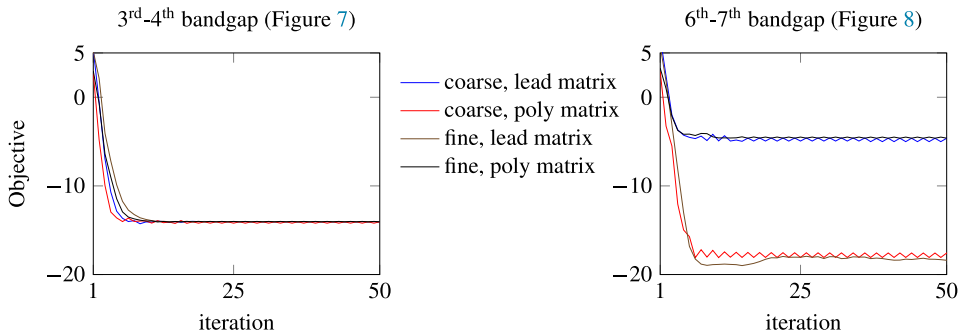 3rd-4th bandgap (Figure 7)
5
0
−10
−20
Objective
1
25
50
iteration
coarse, lead matrix
coarse, poly matrix
fine, lead matrix
fine, poly matrix
6th-7th bandgap (Figure 8)
5
0
−10
−20
1
25
50
iteration